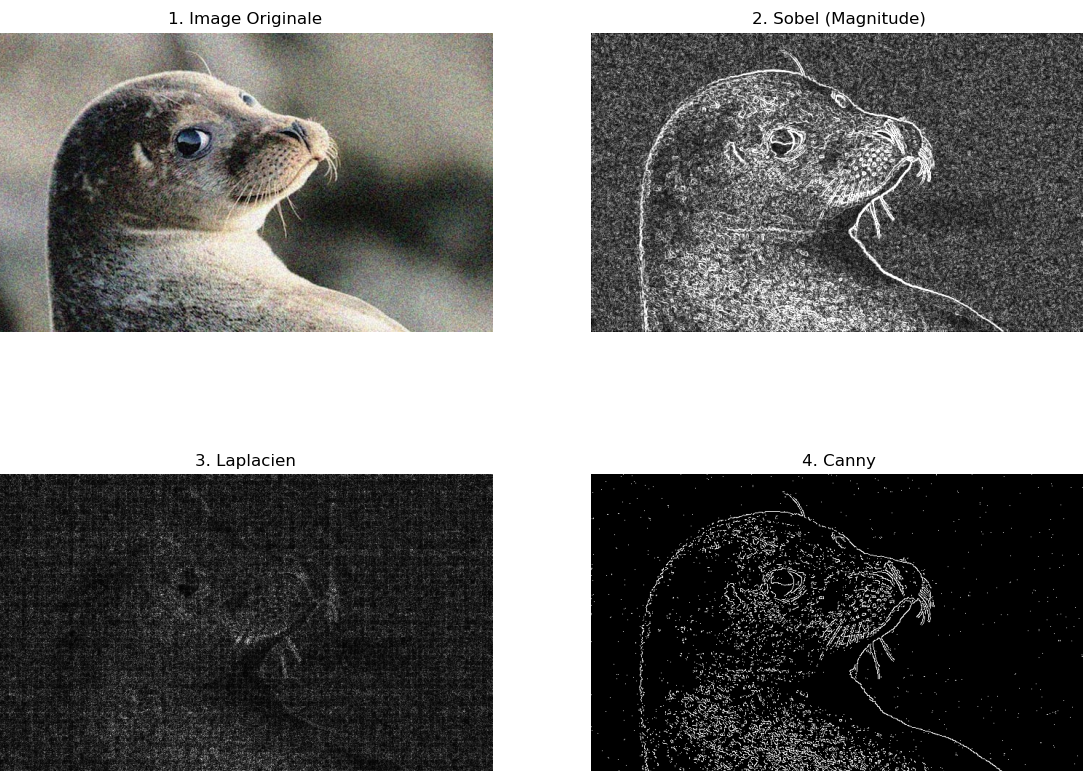 1. Image Originale
2. Sobel (Magnitude)
3. Laplacien
4. Canny